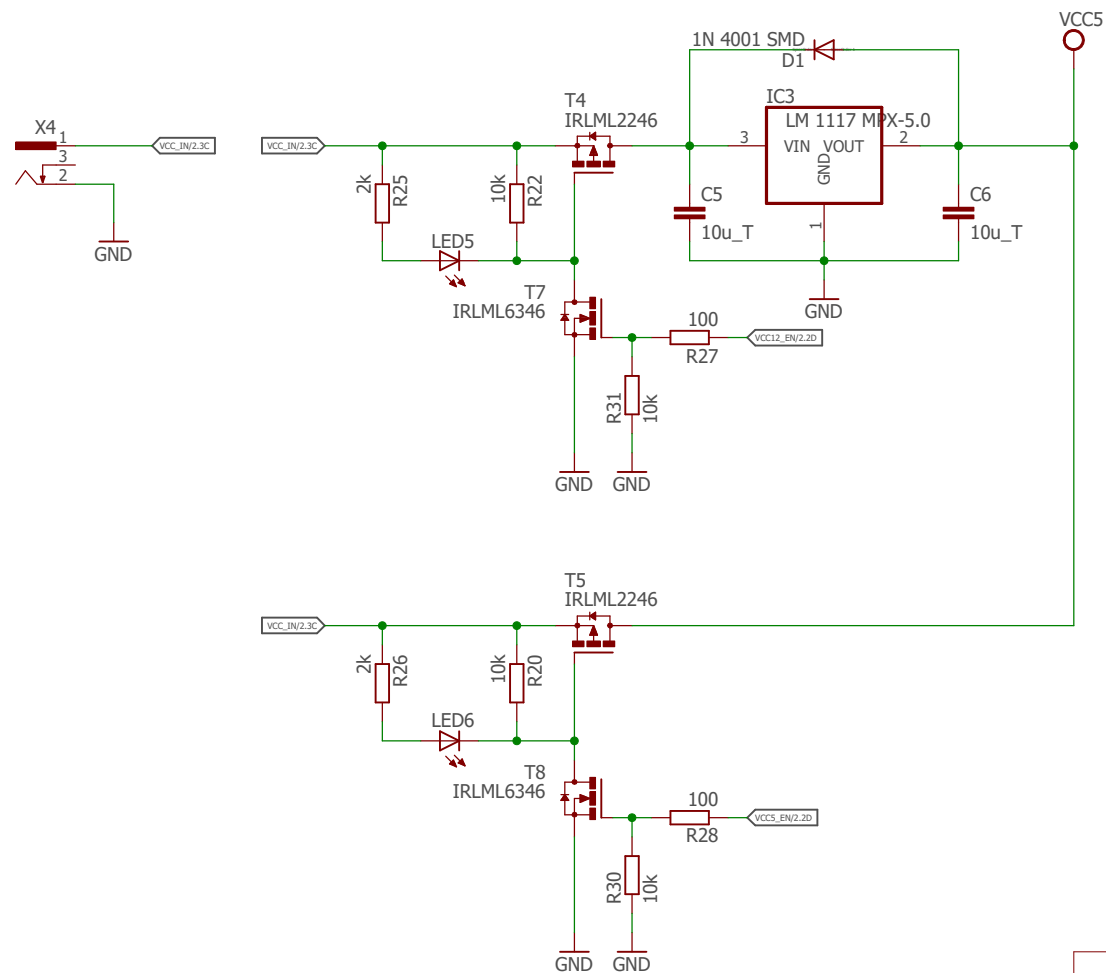 VCC5
1N 4001 SMD
D1
T4
IRLML2246
IC3
LM 1117 MPX-5.0
X4
1
3
2
VCC_IN/2.3C
VCC_IN/2.3C
3
VIN VOUT
GND
2
1
2k
R25
10k
R22
C5
10u_T
C6
10u_T
GND
LED5
GND
T7
IRLML6346
100
R27
VCC12_EN/2.2D
R31
10k
GND
GND
T5
IRLML2246
VCC_IN/2.3C
2k
R26
10k
R20
LED6
T8
IRLML6346
100
R28
VCC5_EN/2.2D
R30
10k
GND
GND